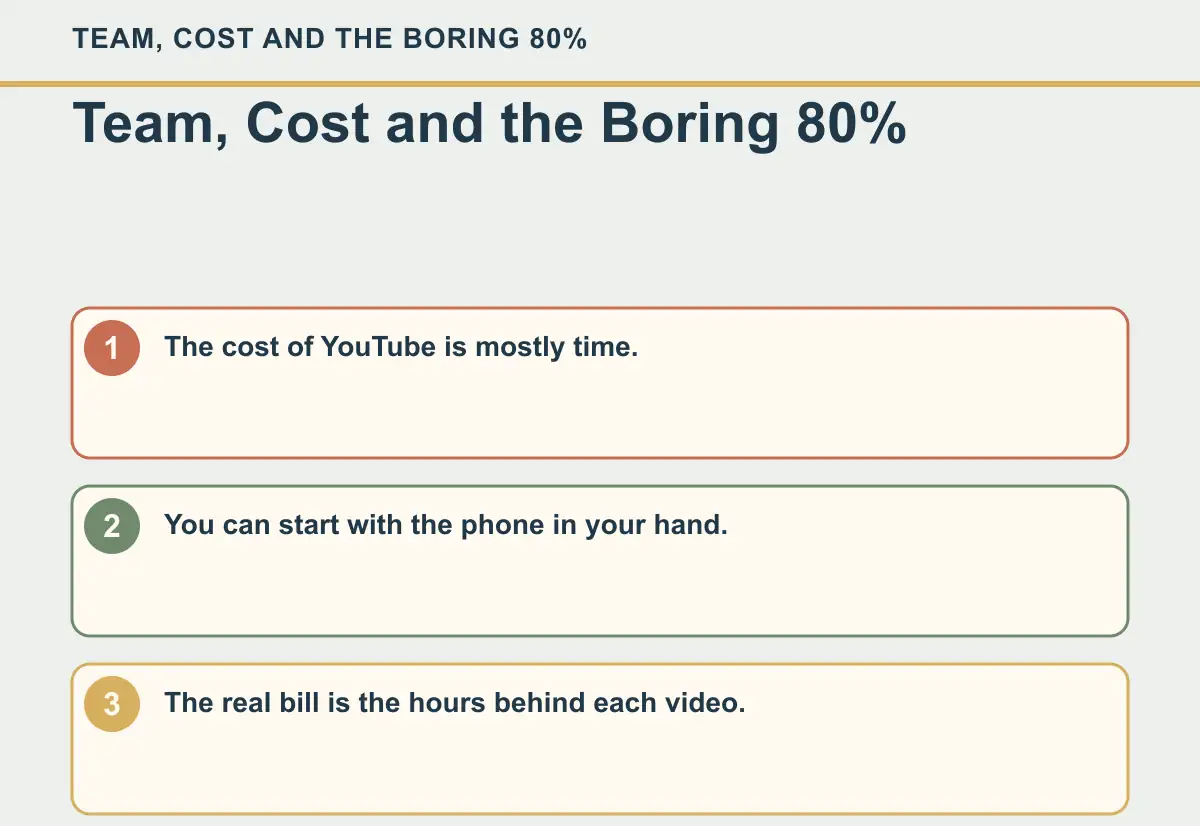 TEAM, COST AND THE BORING 80%
Team, Cost and the Boring 80%
1
The cost of YouTube is mostly time.
2
You can start with the phone in your hand.
3
The real bill is the hours behind each video.